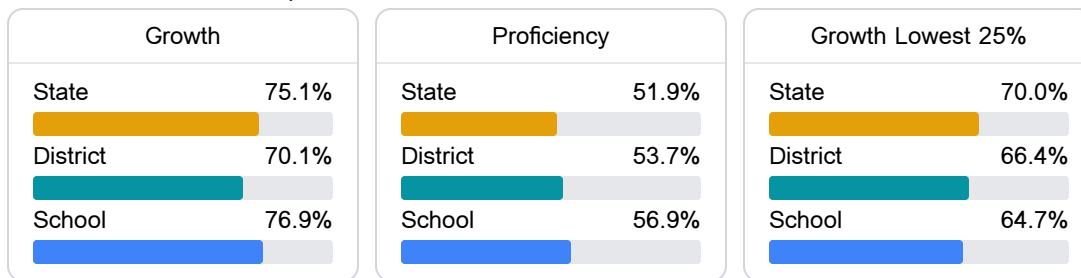 Growth
State 75.1%
District 70.1%
School 76.9%
Proficiency
State 51.9%
District 53.7%
School 56.9%
Growth Lowest 25%
State 70.0%
District 66.4%
School 64.7%